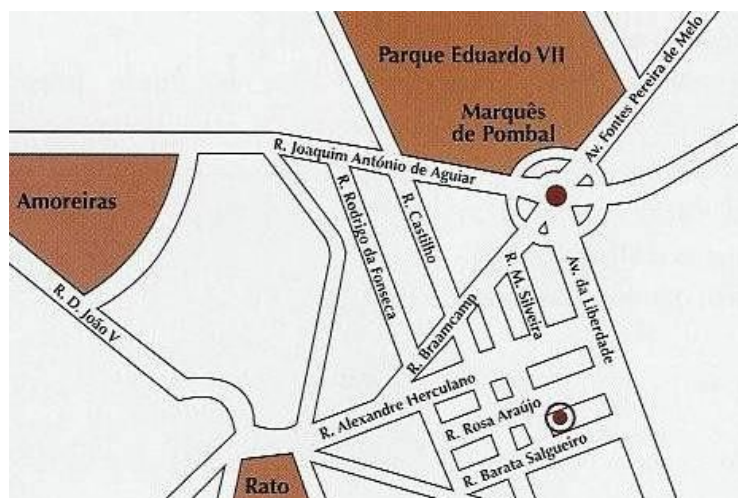 Parque Eduardo VII
Marquês
de Pombal
Av. Fontes Pereira de Melo
R. Joaquim António de Aguiar
Amoreiras
R. Castilho
R. Rodrigo da Fonseca
R. M. Silveira
Av. da Liberdade
R. D. João V
R. Braamcamp
R. Alexandre Herculano
R. Rosa Araújo
R. Barata Salgueiro
Rato